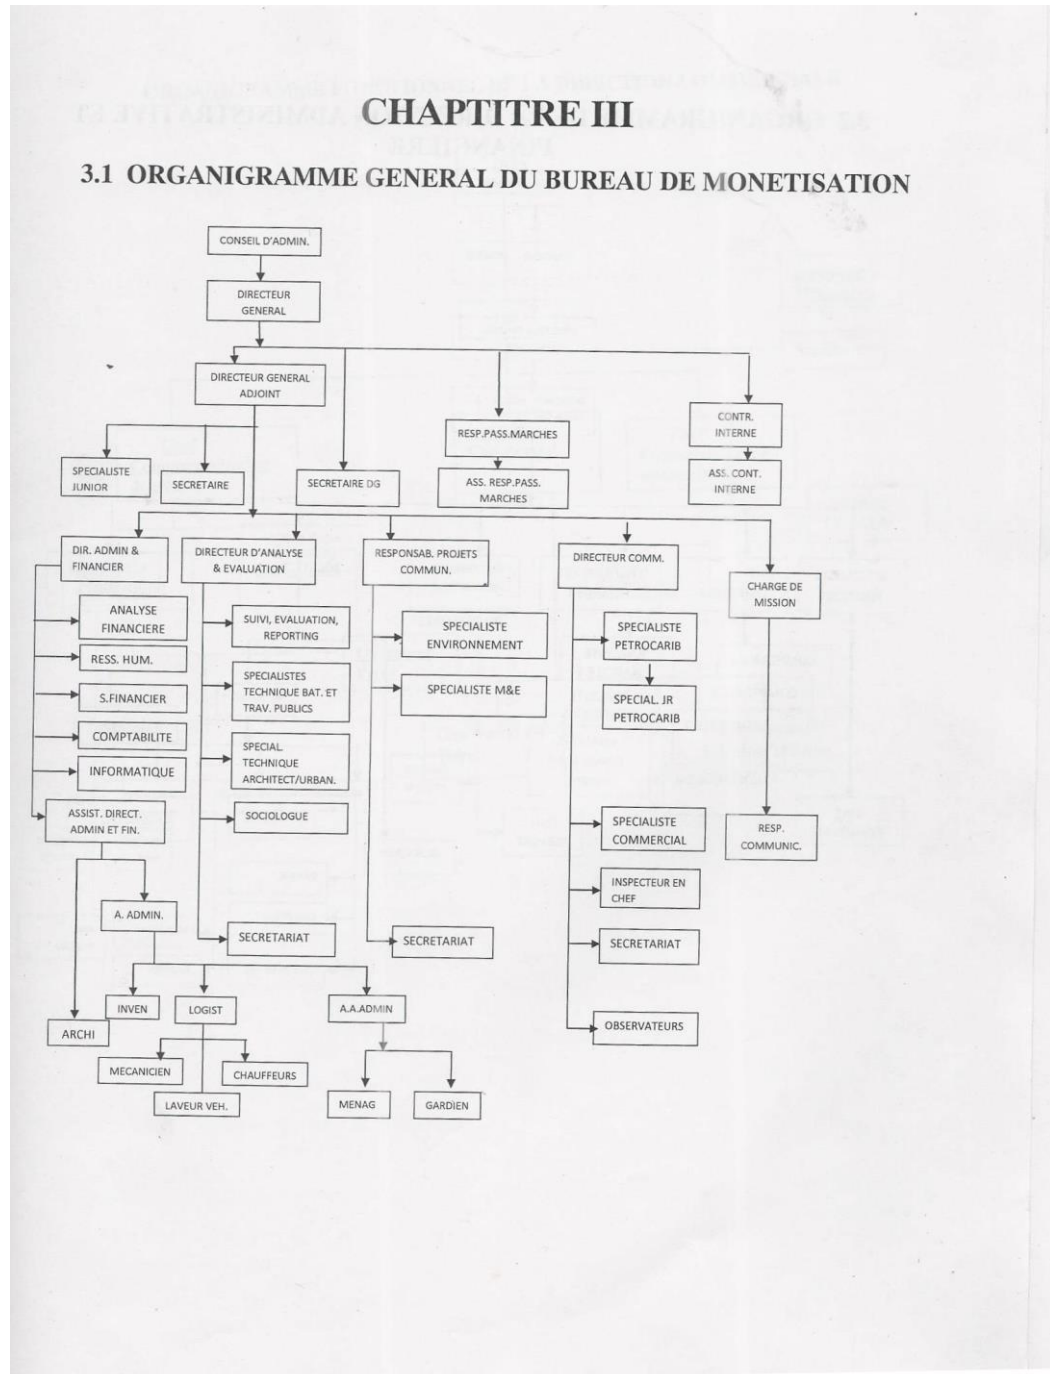 CHAPTITRE III
3.1 ORGANIGRAMME GENERAL DU BUREAU DE MONETISATION
CONSEIL D'ADMIN.
DIRECTEUR
GENERAL
DIRECTEUR GENERAL
ADJOINT
CONTR.
INTERNE
RESP.PASS.MARCHES
SPECIALISTE
JUNIOR
SECRETAIRE
SECRETAIRE DG
ASS. RESP.PASS.
MARCHES
ASS. CONT.
INTERNE
DIR. ADMIN &
FINANCIER
DIRECTEUR D'ANALYSE
& EVALUATION
RESPONSAB. PROJETS
COMMUN.
DIRECTEUR COMM.
CHARGE DE
MISSION
ANALYSE
FINANCIERE
RESS. HUM.
S.FINANCIER
COMPTABILITE
INFORMATIQUE
ASSIST. DIRECT.
ADMIN ET FIN.
SUIVI, EVALUATION,
REPORTING
SPECIALISTES
TECHNIQUE BAT. ET
TRAV. PUBLICS
SPECIAL.
TECHNIQUE
ARCHITECT/URBAN.
SOCIOLOGUE
SECRETARIAT
SPECIALISTE
ENVIRONNEMENT
SPECIALISTE M&E
SECRETARIAT
SPECIALISTE
PETROCARIB
SPECIAL. JR
PETROCARIB
SPECIALISTE
COMMERCIAL
INSPECTEUR EN
CHEF
SECRETARIAT
OBSERVATEURS
RESP.
COMMUNIC.
A. ADMIN.
INVEN
LOGIST
A.A.ADMIN
ARCHI
MECANICIEN
CHAUFFEURS
LAVEUR VEH.
MENAG
GARDIEN